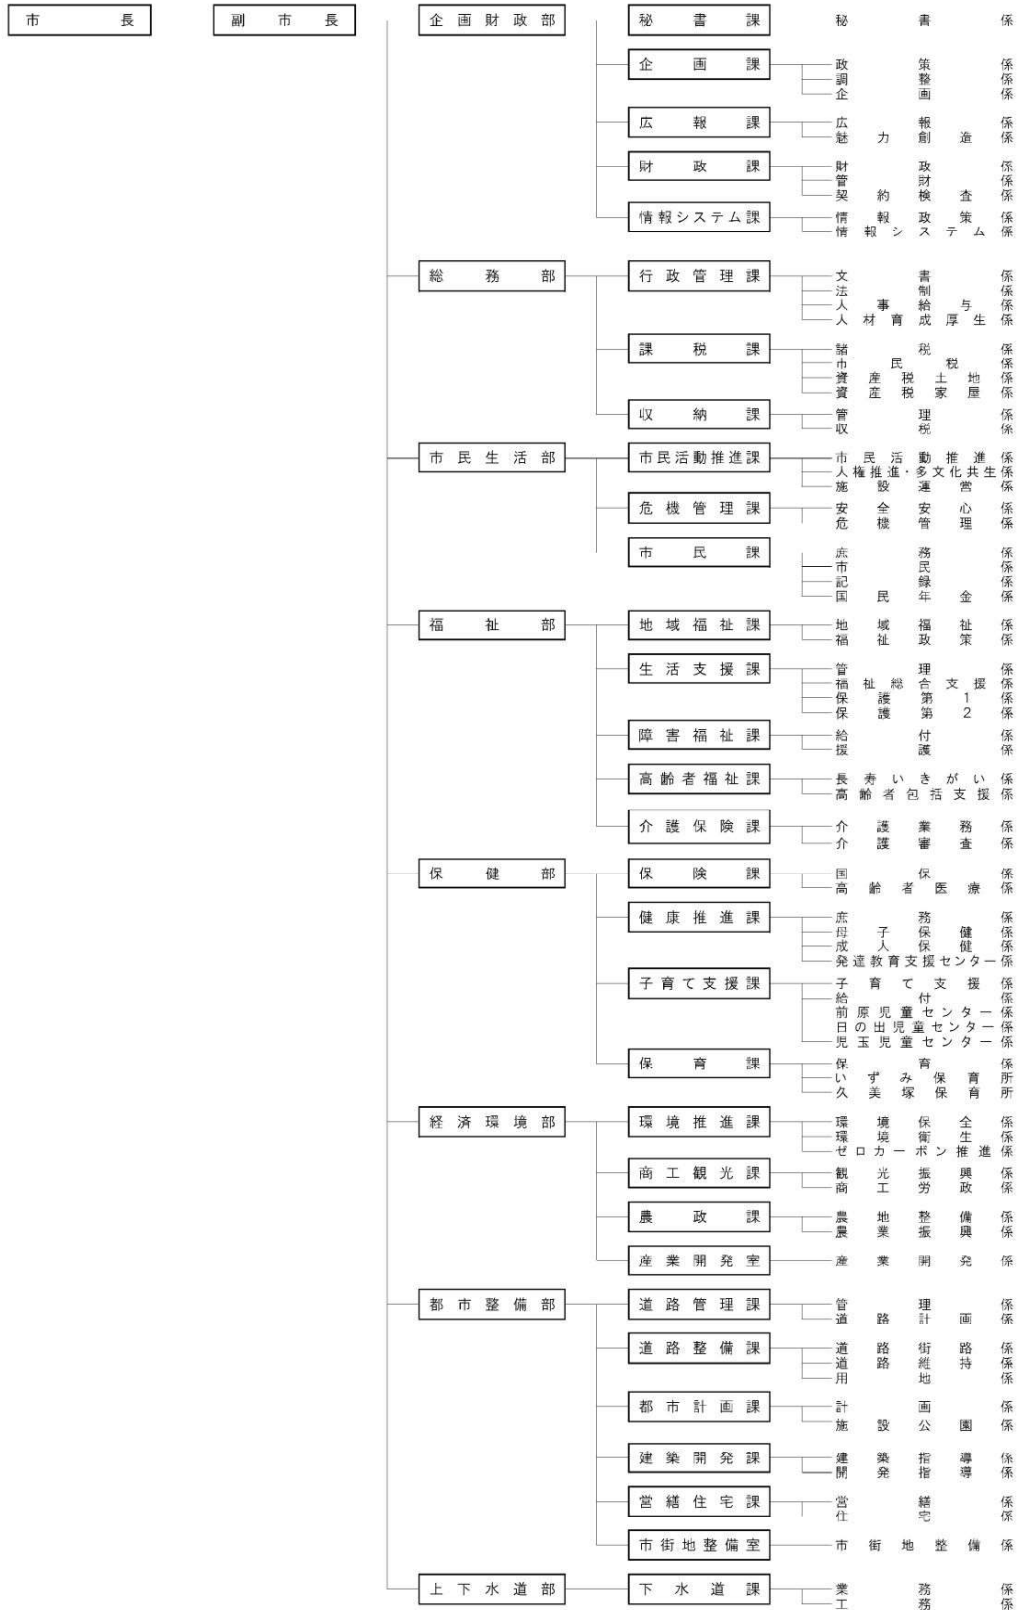 市長 副市長 企画財政部 秘書課 秘書係
企画課 政策係
調整係
企画係
広報課 広報係
魅力創造係
財政課 財政係
管財係
契約検査係
情報システム課 情報政策係
情報システム係
総務部 行政管理課 文書係
法制係
人事給与係
人材育成厚生係
課税課 諸税係
市民税係
資産税土地係
資産税家屋係
収納課 管理係
収税係
市民生活部 市民活動推進課 市民活動推進係
人権推進・多文化共生係
施設運営係
危機管理課 安全安心係
危機管理係
市民課 庶務係
市民係
記録係
国民年金係
福祉部 地域福祉課 地域福祉係
福祉政策係
生活支援課 管理係
福祉総合支援係
保護第1係
保護第2係
障害福祉課 給付係
援護係
高齢者福祉課 長寿いきがい係
高齢者包括支援係
介護保険課 介護業務係
介護審査係
保健部 保険課 国保係
高齢者医療係
健康推進課 庶務係
母子保健係
成人保健係
発達教育支援センター係
子育て支援課 子育て支援係
給付係
前原児童センター係
日の出児童センター係
児玉児童センター係
保育課 保育係
いずみ保育所
久美塚保育所
経済環境部 環境推進課 環境保全係
環境衛生係
ゼロカーボン推進係
商工観光課 観光振興係
商工労政係
農政課 農地整備係
農業振興係
産業開発室 産業開発係
都市整備部 道路管理課 管理係
道路計画係
道路整備課 道路街路係
道路維持係
用地係
都市計画課 計画係
施設公園係
建築開発課 建築指導係
開発指導係
営繕住宅課 営繕係
住宅係
市街地整備室 市街地整備係
上下水道部 下水道課 業務係
工務係